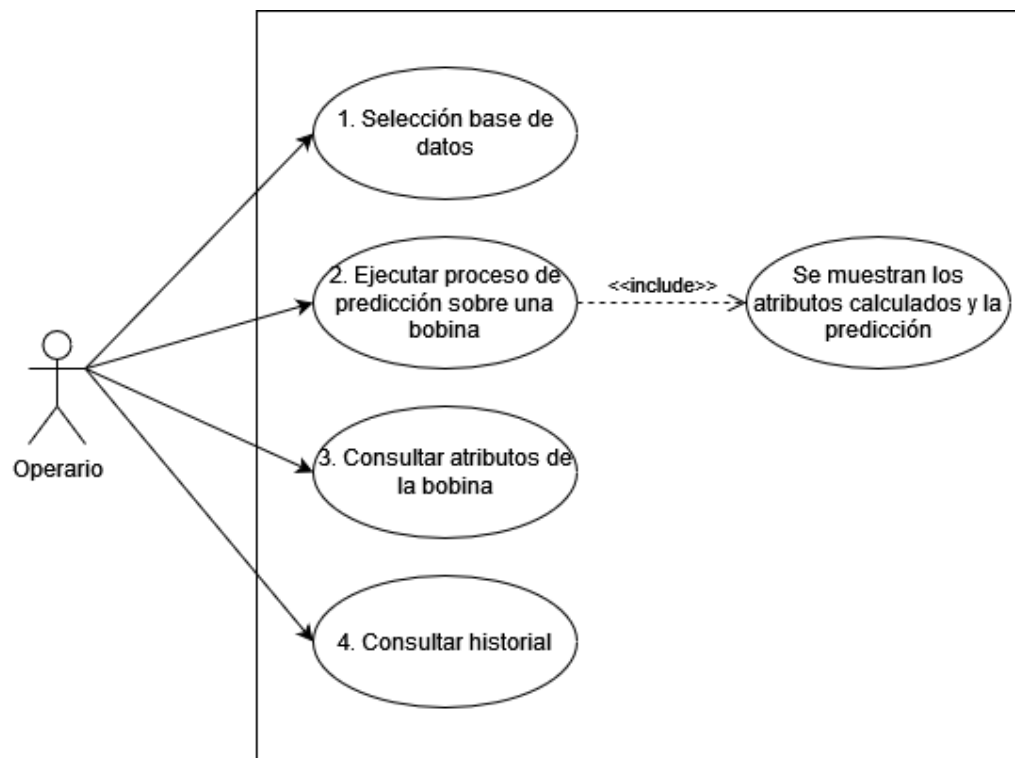 1. Selección base de
datos
2. Ejecutar proceso de
predicción sobre una
bobina
<<include>>
Se muestran los
atributos calculados y la
predicción
Operario
3. Consultar atributos de
la bobina
4. Consultar historial